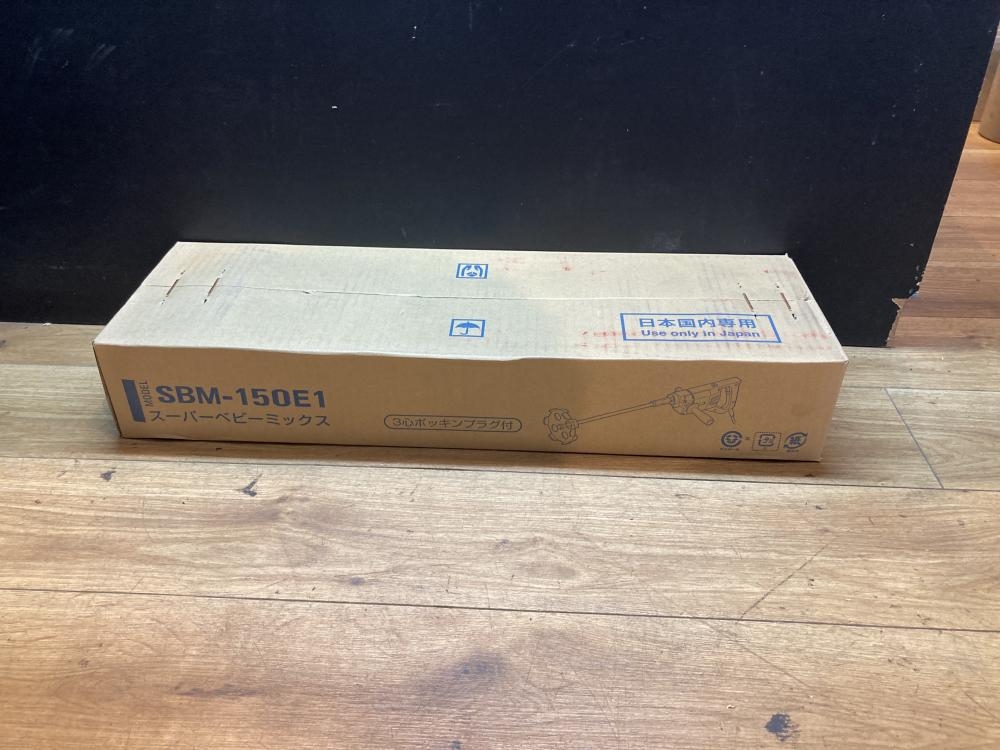 日本国内専用
Use only in Japan
MODEL
SBM-150E1
スーパーベビーミックス
3心ポッキンプラグ付